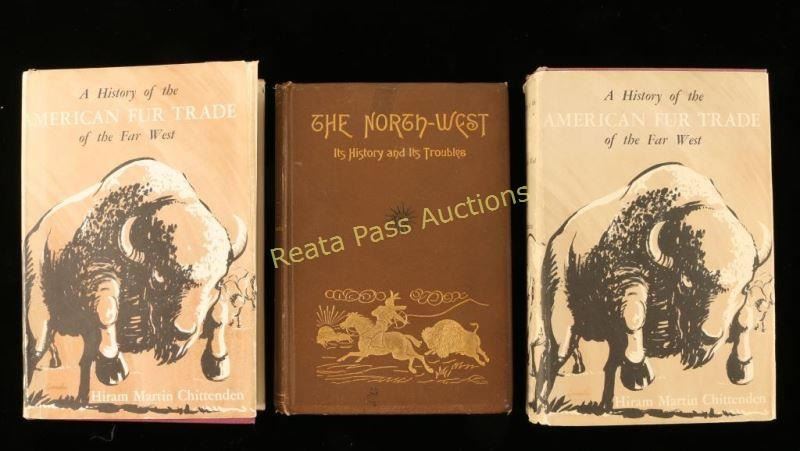 A History of the
AMERICAN FUR TRADE
of the Far West
Hiram Martin Chittenden
THE NORTH-WEST
Its History and Its Troubles
A History of the
AMERICAN FUR TRADE
of the Far West
Hiram Martin Chittenden
Reata Pass Auctions